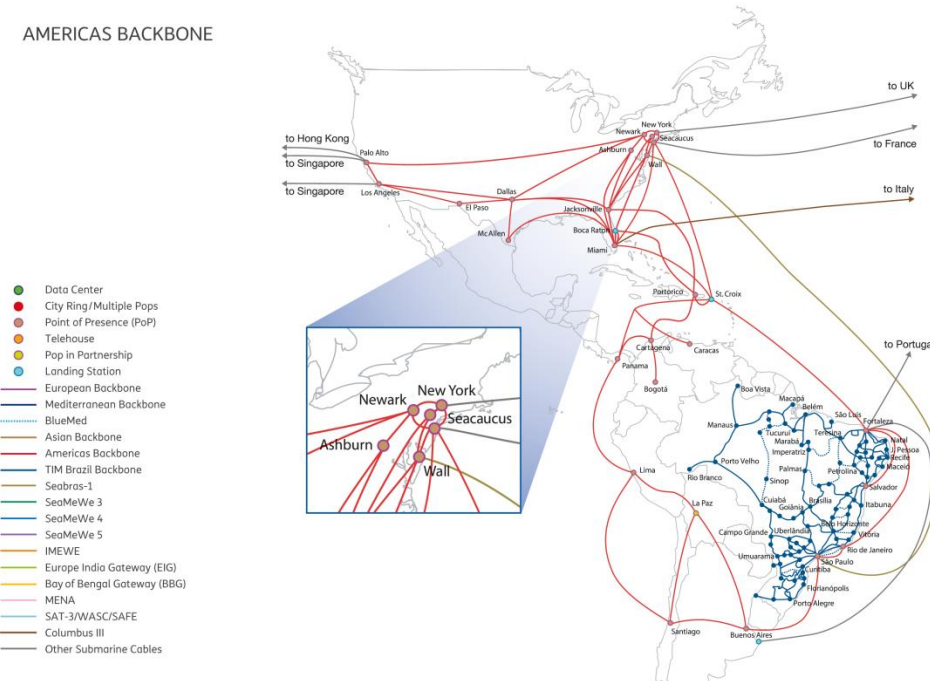 AMERICAS BACKBONE
to UK
to France
to Italy
to Hong Kong
to Singapore
to Singapore
to Portuga
Palo Alto
Los Angeles
El Paso
Dallas
McAllen
New York
Newark
Seacaucus
Ashburn
Wall
Jacksonville
Boca Raton
Miami
Portorico
St. Croix
Cartagena
Caracas
Panama
Bogotá
Lima
La Paz
Santiago
Buenos Aires
Boa Vista
Macapá
Belém
São Luis
Fortaleza
Manaus
Tucuruí
Teresina
Natal
Marabá
J. Pessoa
Imperatriz
Recife
Maceió
Porto Velho
Palmas
Petrolina
Rio Branco
Sinop
Salvador
Cuiabá
Brasília
Itabuna
Goiânia
Campo Grande
Uberlândia
Belo Horizonte
Vitória
Umuarama
Rio de Janeiro
São Paulo
Curitiba
Florianópolis
Porto Alegre
Newark
New York
Seacaucus
Ashburn
Wall
Data Center
City Ring/Multiple Pops
Point of Presence (PoP)
Telehouse
Pop in Partnership
Landing Station
European Backbone
Mediterranean Backbone
BlueMed
Asian Backbone
Americas Backbone
TIM Brazil Backbone
Seabras-1
SeaMeWe 3
SeaMeWe 4
SeaMeWe 5
IMEWE
Europe India Gateway (EIG)
Bay of Bengal Gateway (BBG)
MENA
SAT-3/WASC/SAFE
Columbus III
Other Submarine Cables